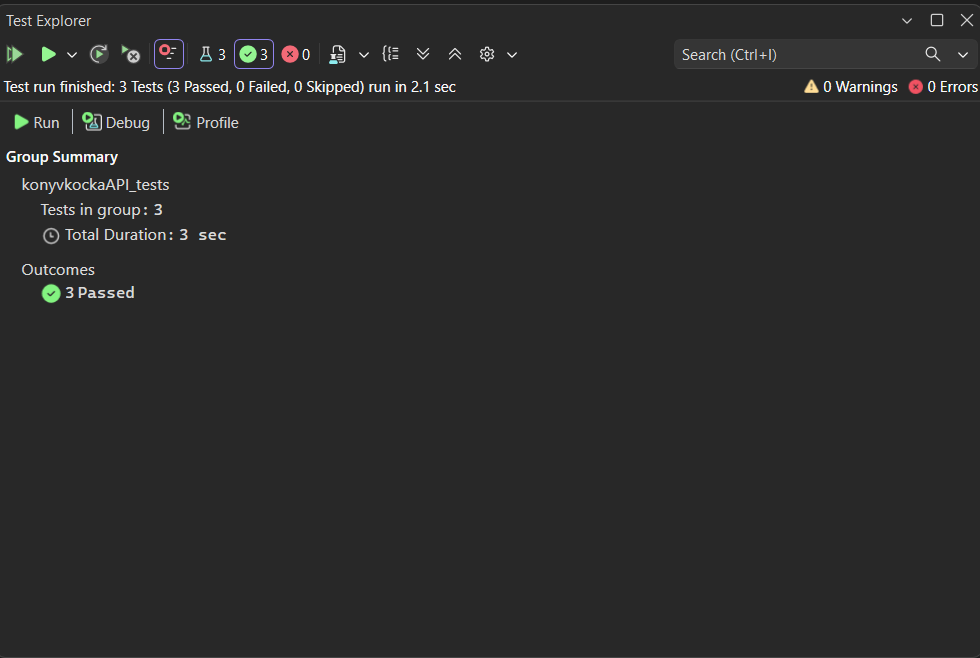 Test Explorer
3 3 0 Search (Ctrl+I)
Test run finished: 3 Tests (3 Passed, 0 Failed, 0 Skipped) run in 2.1 sec 0 Warnings 0 Errors
Run Debug Profile
Group Summary
konyvkockaAPI_tests
Tests in group: 3
Total Duration: 3 sec
Outcomes
3 Passed